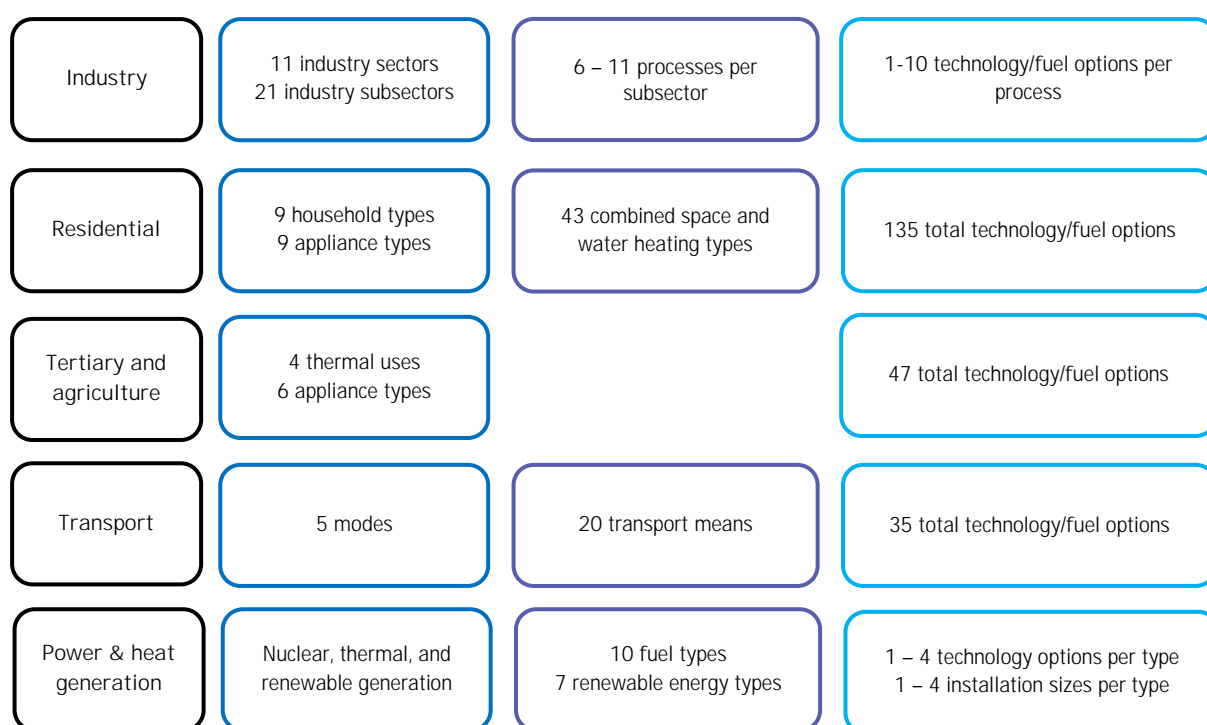 Industry
11 industry sectors
21 industry subsectors
6 – 11 processes per
subsector
1-10 technology/fuel options per
process
Residential
9 household types
9 appliance types
43 combined space and
water heating types
135 total technology/fuel options
Tertiary and
agriculture
4 thermal uses
6 appliance types
47 total technology/fuel options
Transport
5 modes
20 transport means
35 total technology/fuel options
Power & heat
generation
Nuclear, thermal, and
renewable generation
10 fuel types
7 renewable energy types
1 – 4 technology options per type
1 – 4 installation sizes per type